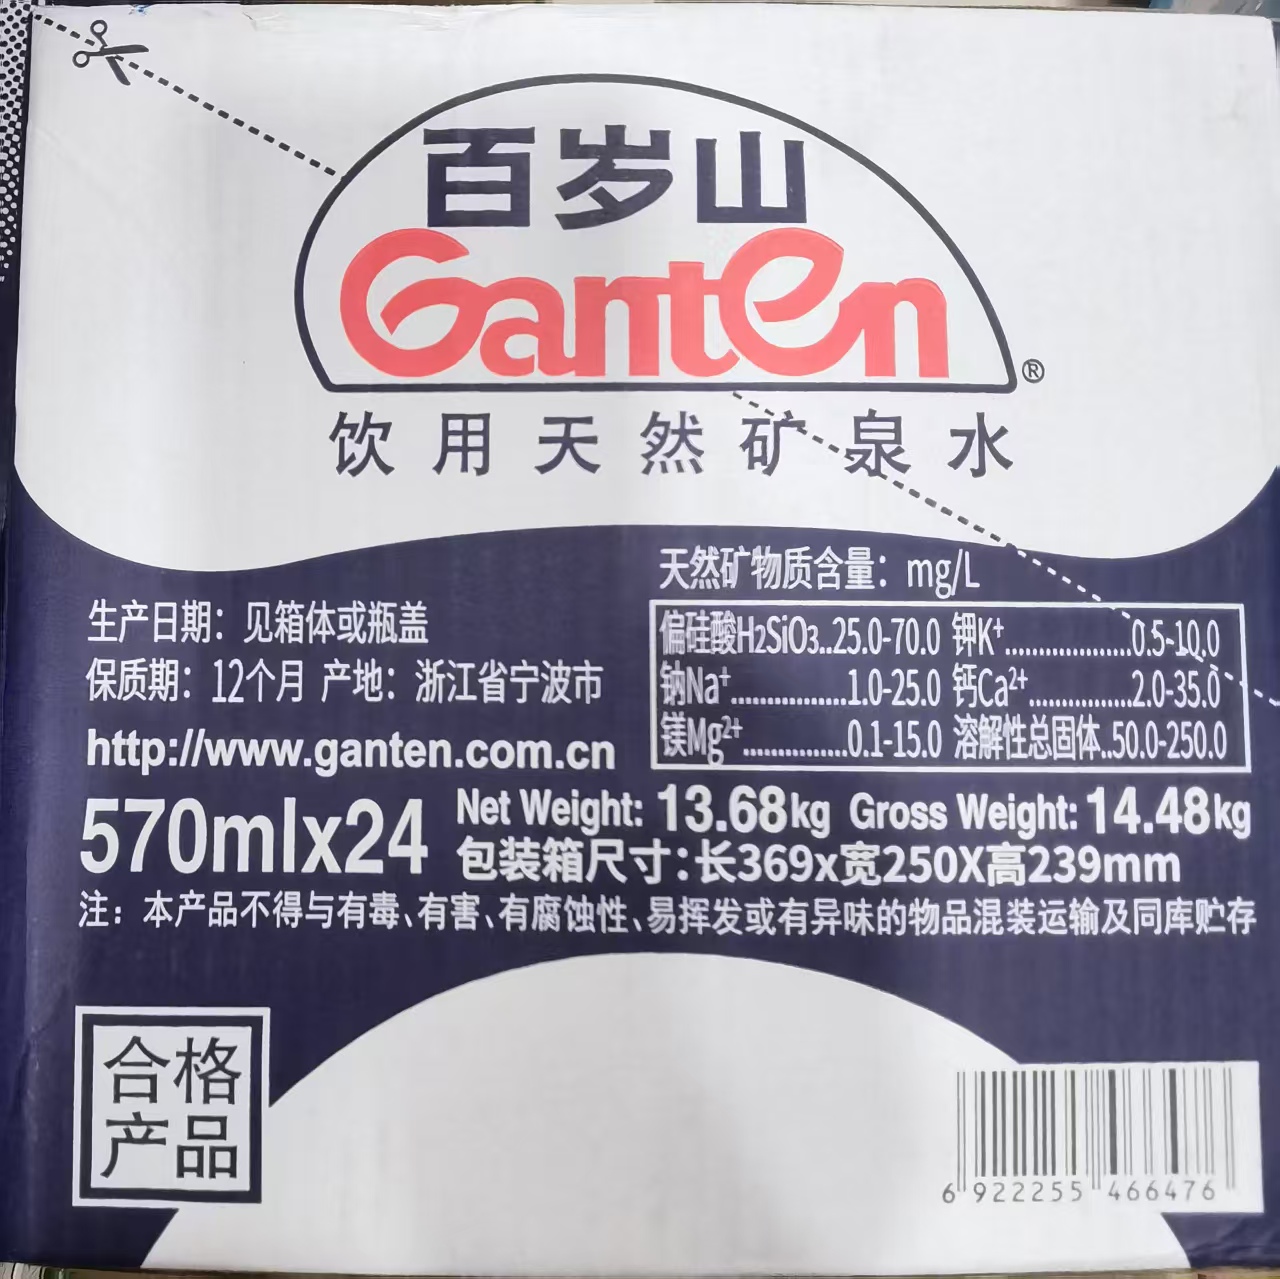 百岁山
Ganten®
饮用天然矿泉水
天然矿物质含量：mg/L
偏硅酸H2SiO3..25.0-70.0 钾K+....................0.5-10.0
钠Na+................1.0-25.0 钙Ca2+................2.0-35.0
镁Mg2+...............0.1-15.0 溶解性总固体..50.0-250.0
生产日期：见箱体或瓶盖
保质期：12个月 产地：浙江省宁波市
http://www.ganten.com.cn
570mlx24
Net Weight: 13.68kg Gross Weight: 14.48kg
包装箱尺寸：长369x宽250X高239mm
注：本产品不得与有毒、有害、有腐蚀性、易挥发或有异味的物品混装运输及同库贮存
合格
产品
6 922255 466476